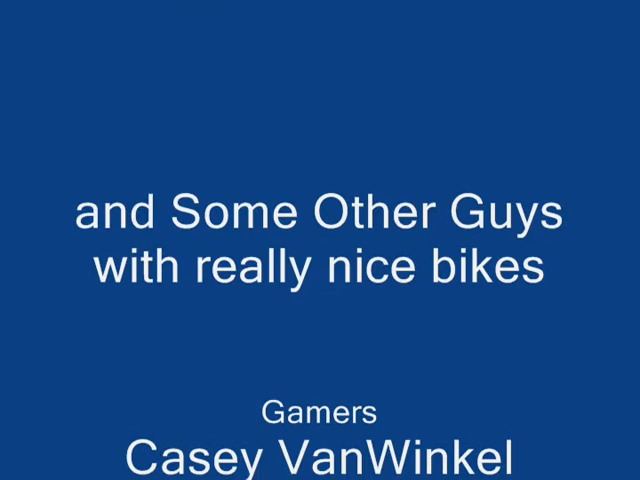 and Some Other Guys
with really nice bikes
Gamers
Casey VanWinkel